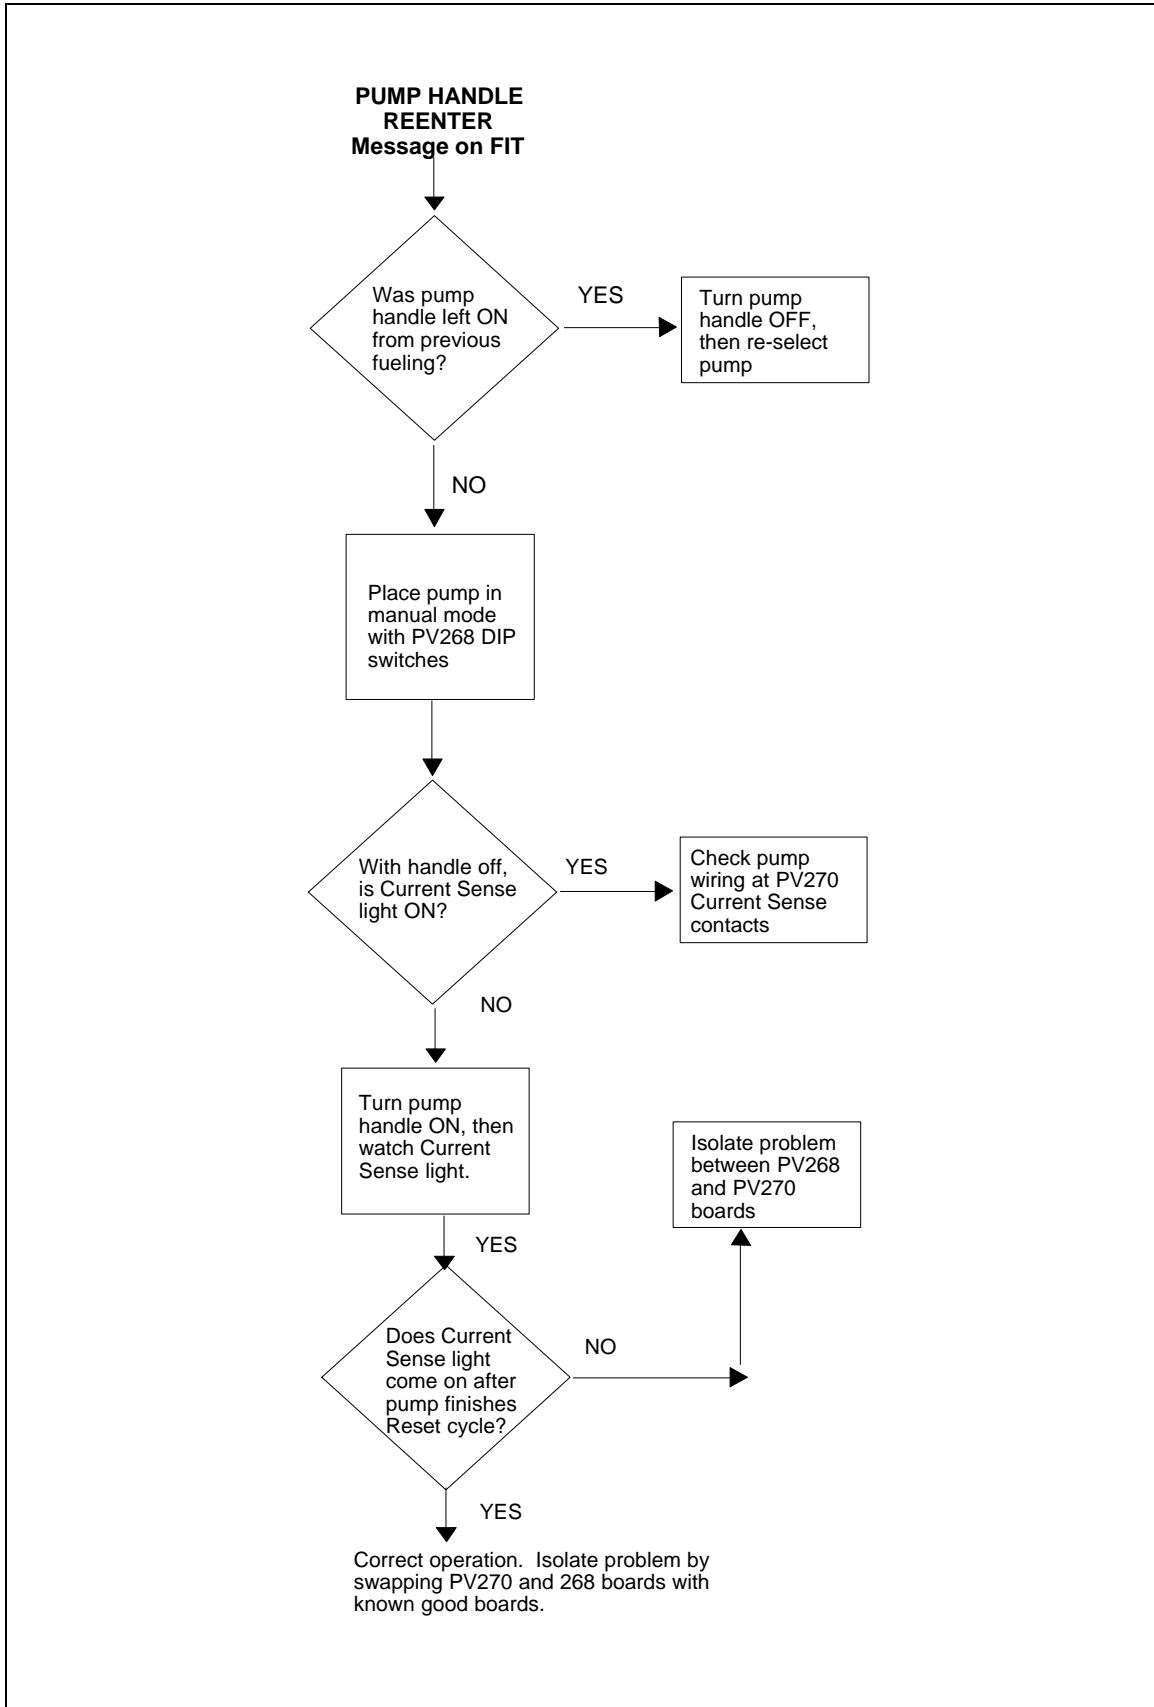 PUMP HANDLE
REENTER
Message on FIT
Was pump
handle left ON
from previous
fueling?
YES
Turn pump
handle OFF,
then re-select
pump
NO
Place pump in
manual mode
with PV268 DIP
switches
With handle off,
is Current Sense
light ON?
YES
Check pump
wiring at PV270
Current Sense
contacts
NO
Turn pump
handle ON, then
watch Current
Sense light.
Isolate problem
between PV268
and PV270
boards
YES
Does Current
Sense light
come on after
pump finishes
Reset cycle?
NO
YES
Correct operation.  Isolate problem by
swapping PV270 and 268 boards with
known good boards.